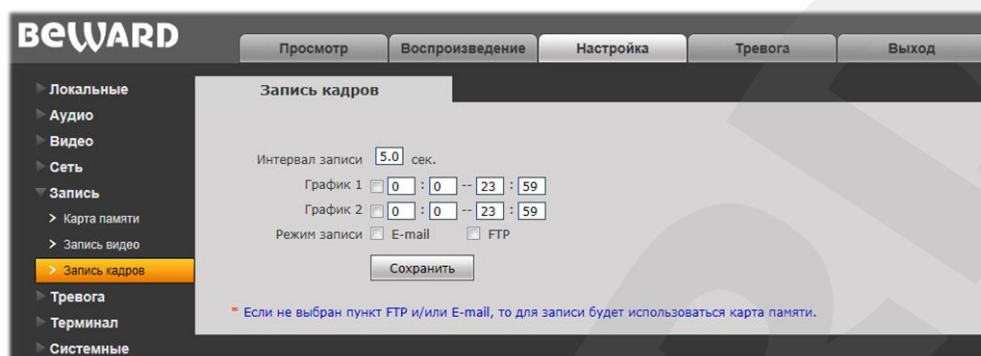 BEWARD
Просмотр Воспроизведение Настройка Тревога Выход
Локальные
Аудио
Видео
Сеть
Запись
> Карта памяти
> Запись видео
> Запись кадров
Тревога
Терминал
Системные
Запись кадров
Интервал записи 5.0 сек.
График 1 0 : 0 -- 23 : 59
График 2 0 : 0 -- 23 : 59
Режим записи E-mail FTP
Сохранить
* Если не выбран пункт FTP и/или E-mail, то для записи будет использоваться карта памяти.